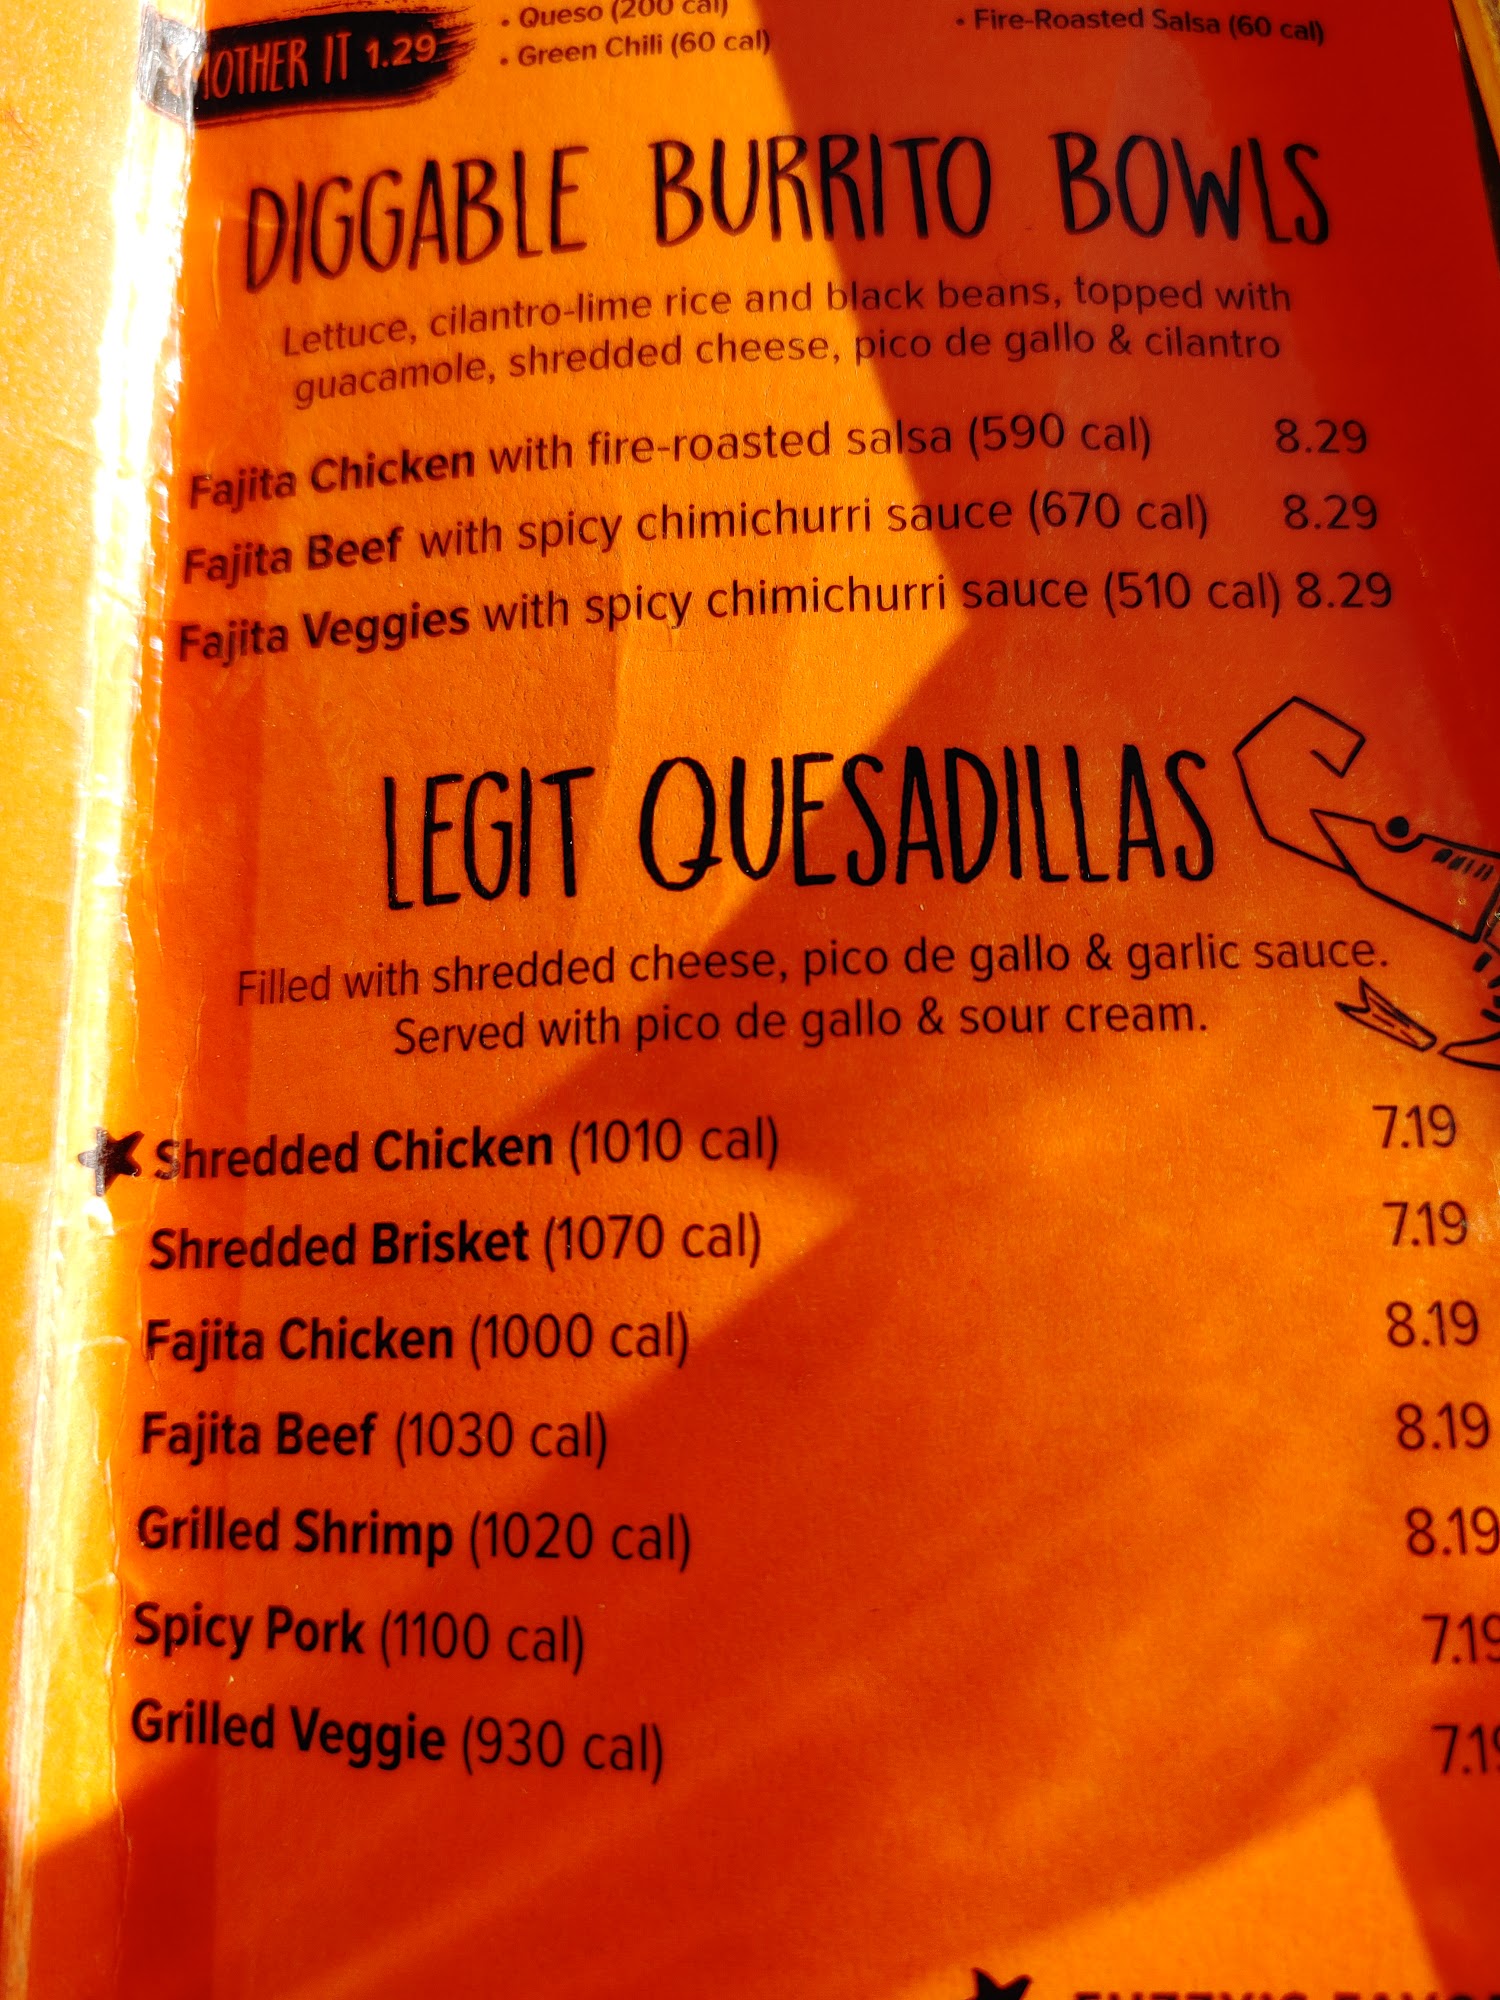 • Queso (200 cal)
• Fire-Roasted Salsa (60 cal)
MOTHER IT 1.29
• Green Chili (60 cal)
DIGGABLE BURRITO BOWLS
Lettuce, cilantro-lime rice and black beans, topped with
guacamole, shredded cheese, pico de gallo & cilantro
Fajita Chicken with fire-roasted salsa (590 cal) 8.29
Fajita Beef with spicy chimichurri sauce (670 cal) 8.29
Fajita Veggies with spicy chimichurri sauce (510 cal) 8.29
LEGIT QUESADILLAS
Filled with shredded cheese, pico de gallo & garlic sauce.
Served with pico de gallo & sour cream.
Shredded Chicken (1010 cal) 7.19
Shredded Brisket (1070 cal) 7.19
Fajita Chicken (1000 cal) 8.19
Fajita Beef (1030 cal) 8.19
Grilled Shrimp (1020 cal) 8.19
Spicy Pork (1100 cal) 7.19
Grilled Veggie (930 cal) 7.19